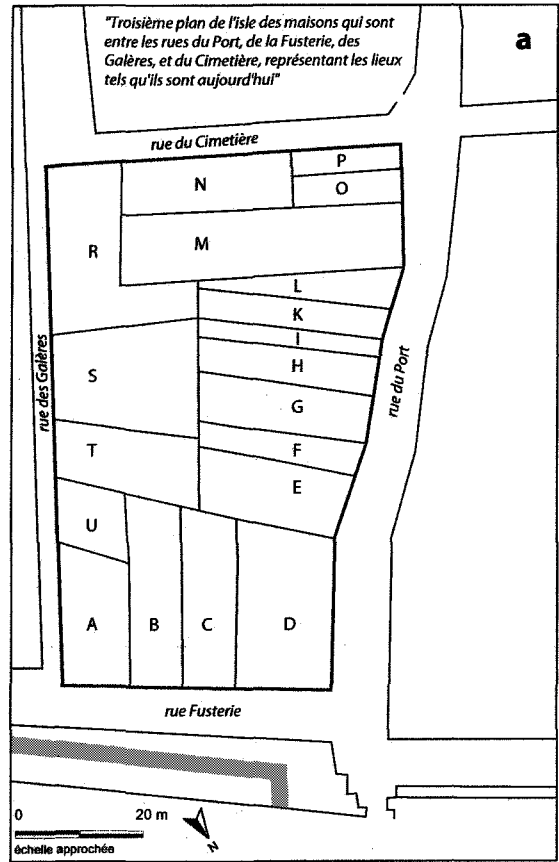 "Troisième plan de l'isle des maisons qui sont
entre les rues du Port, de la Fusterie, des
Galères, et du Cimetière, représentant les lieux
tels qu'ils sont aujourd'hui"
a
rue du Cimetière
P
N
O
R
M
L
K
I
rue des Galères
H
rue du Port
S
G
T
F
E
U
A
B
C
D
rue Fusterie
0 20 m
échelle approchée
N